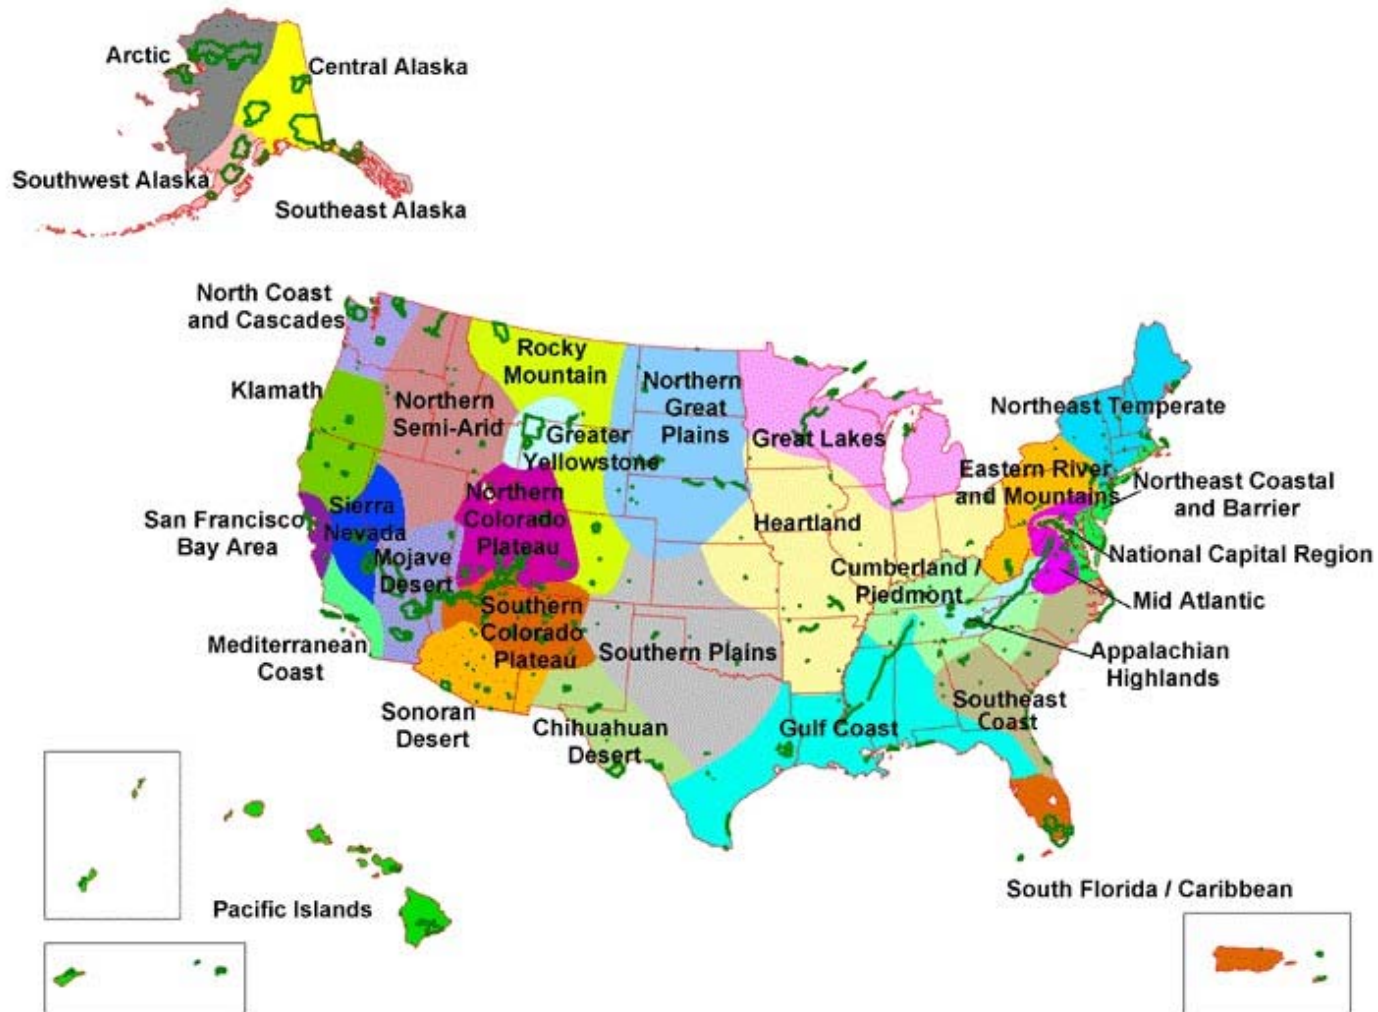 Arctic
Central Alaska
Southwest Alaska
Southeast Alaska
North Coast
and Cascades
Rocky
Mountain
Klamath
Northern
Semi-Arid
Northern
Great
Plains
Northeast Temperate
Great Lakes
Greater
Yellowstone
Eastern River
and Mountains
Northeast Coastal
and Barrier
Northern
Colorado
Plateau
Sierra
Nevada
San Francisco
Bay Area
Heartland
National Capital Region
Mojave
Desert
Cumberland /
Piedmont
Mid Atlantic
Southern
Colorado
Plateau
Mediterranean
Coast
Southern Plains
Appalachian
Highlands
Southeast
Coast
Sonoran
Desert
Chihuahuan
Desert
Gulf Coast
South Florida / Caribbean
Pacific Islands